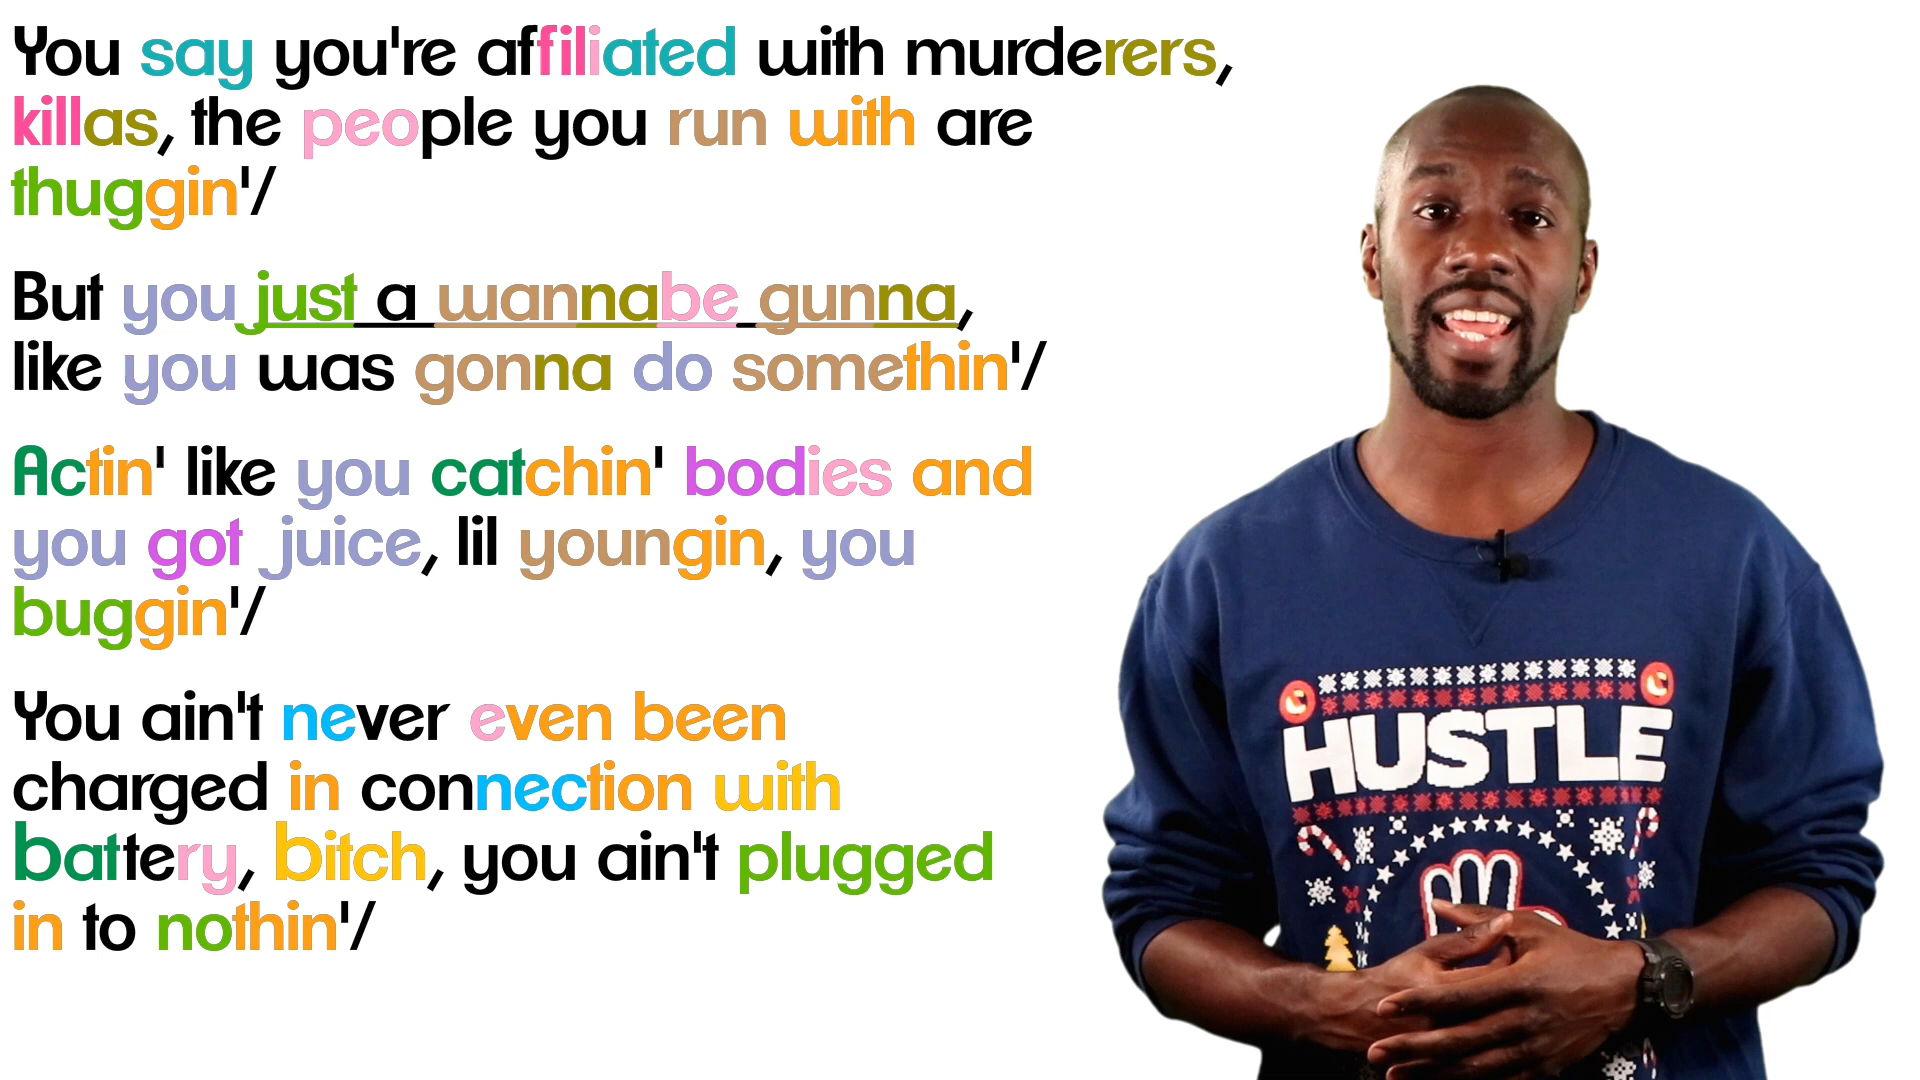 You say you're affiliated with murderers,
killas, the people you run with are
thuggin'/
But you just a wannabe gunna,
like you was gonna do somethin'/
Actin' like you catchin' bodies and
you got juice, lil youngin, you
buggin'/
You ain't never even been
charged in connection with
battery, bitch, you ain't plugged
in to nothin'/
HUSTLE